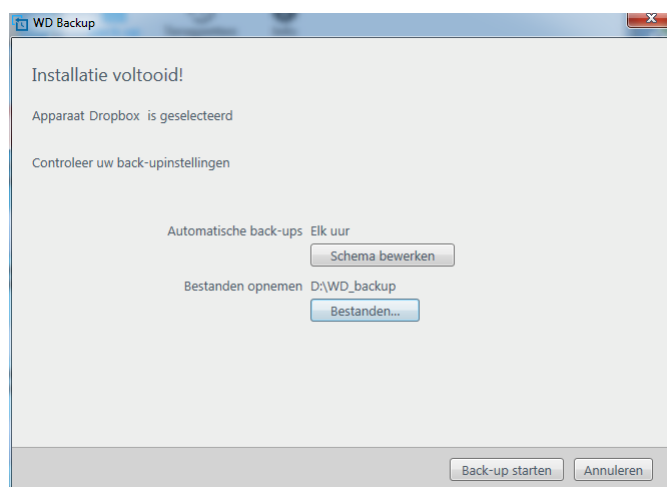 WD Backup
Installatie voltooid!
Apparaat Dropbox is geselecteerd
Controleer uw back-upinstellingen
Automatische back-ups Elk uur
Schema bewerken
Bestanden opnemen D:\WD_backup
Bestanden...
Back-up starten Annuleren